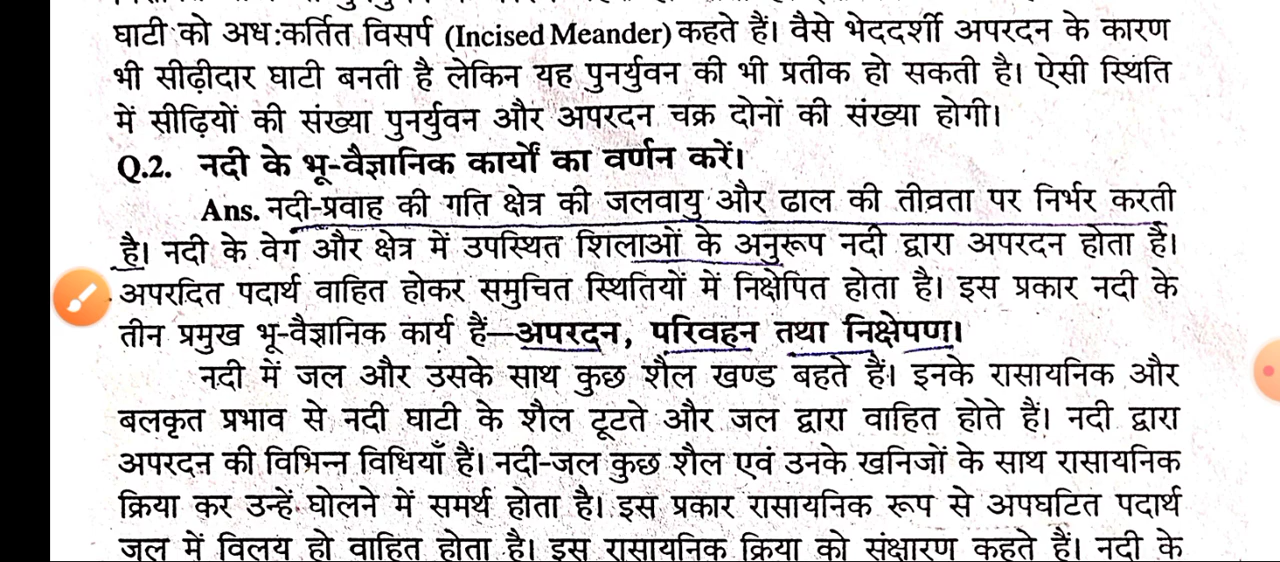 घाटी को अध:कर्तित विसर्प (Incised Meander) कहते हैं। वैसे भेददर्शी अपरदन के कारण
भी सीढ़ीदार घाटी बनती है लेकिन यह पुनर्युवन की भी प्रतीक हो सकती है। ऐसी स्थिति
में सीढ़ियों की संख्या पुनर्युवन और अपरदन चक्र दोनों की संख्या होगी।
Q.2. नदी के भू-वैज्ञानिक कार्यों का वर्णन करें।
Ans. नदी-प्रवाह की गति क्षेत्र की जलवायु और ढाल की तीव्रता पर निर्भर करती
है। नदी के वेग और क्षेत्र में उपस्थित शिलाओं के अनुरूप नदी द्वारा अपरदन होता है।
अपरदित पदार्थ वाहित होकर समुचित स्थितियों में निक्षेपित होता है। इस प्रकार नदी के
तीन प्रमुख भू-वैज्ञानिक कार्य हैं—अपरदन, परिवहन तथा निक्षेपण।
नदी में जल और उसके साथ कुछ शैल खण्ड बहते हैं। इनके रासायनिक और
बलकृत प्रभाव से नदी घाटी के शैल टूटते और जल द्वारा वाहित होते हैं। नदी द्वारा
अपरदन की विभिन्न विधियाँ हैं। नदी-जल कुछ शैल एवं उनके खनिजों के साथ रासायनिक
क्रिया कर उन्हें घोलने में समर्थ होता है। इस प्रकार रासायनिक रूप से अपघटित पदार्थ
जल में विलय हो वाहित होता है। इस रासायनिक क्रिया को संक्षारण कहते हैं। नदी के